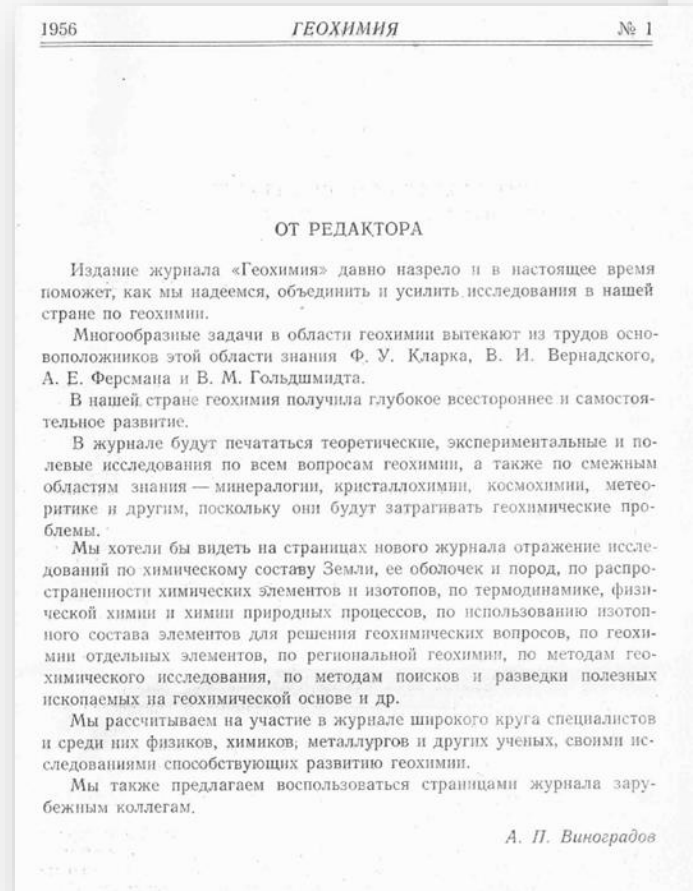 1956 ГЕОХИМИЯ № 1
ОТ РЕДАКТОРА
Издание журнала «Геохимия» давно назрело и в настоящее время
поможет, как мы надеемся, объединить и усилить исследования в нашей
стране по геохимии.
Многообразные задачи в области геохимии вытекают из трудов осно-
воположников этой области знания Ф. У. Кларка, В. И. Вернадского,
А. Е. Ферсмана и В. М. Гольдшмидта.
В нашей стране геохимия получила глубокое всестороннее и самостоя-
тельное развитие.
В журнале будут печататься теоретические, экспериментальные и по-
левые исследования по всем вопросам геохимии, а также по смежным
областям знания — минералогии, кристаллохимии, космохимии, метео-
ритике и другим, поскольку они будут затрагивать геохимические про-
блемы.
Мы хотели бы видеть на страницах нового журнала отражение иссле-
дований по химическому составу Земли, ее оболочек и пород, по распро-
страненности химических элементов и изотопов, по термодинамике, физи-
ческой химии и химии природных процессов, по использованию изотоп-
ного состава элементов для решения геохимических вопросов, по геохи-
мии отдельных элементов, по региональной геохимии, по методам гео-
химического исследования, по методам поисков и разведки полезных
ископаемых на геохимической основе и др.
Мы рассчитываем на участие в журнале широкого круга специалистов
и среди них физиков, химиков, металлургов и других ученых, своими ис-
следованиями способствующих развитию геохимии.
Мы также предлагаем воспользоваться страницами журнала зару-
бежным коллегам.
А. П. Виноградов